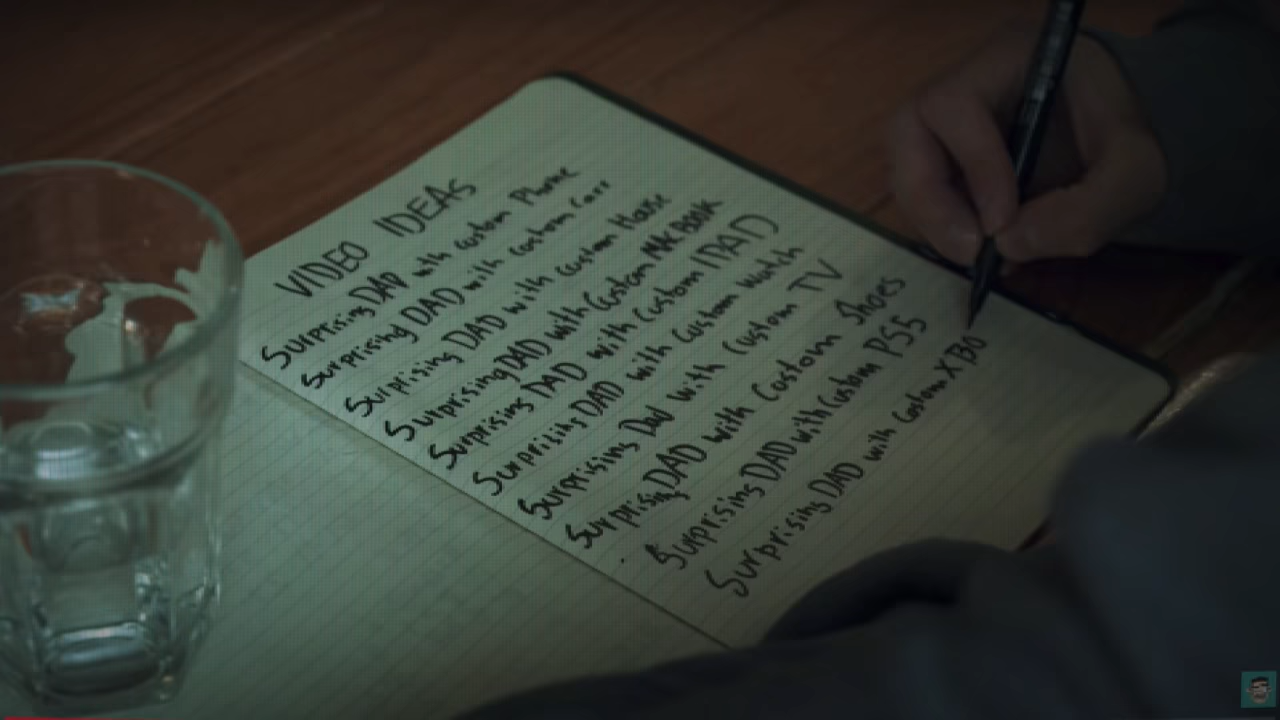 VIDEO IDEAS
Surprising DAD with custom Phone
Surprising DAD with custom Carr
Surprising DAD with custom House
Surprising DAD with Custom MACBOOK
Surprising DAD with Custom IPAD
Surprising DAD with Custom Watch
Surprising Dad with Custom TV
Surprising DAD with Custom Shoes
Surprising DAD with Custom PS5
Surprising DAD with Custom XBO